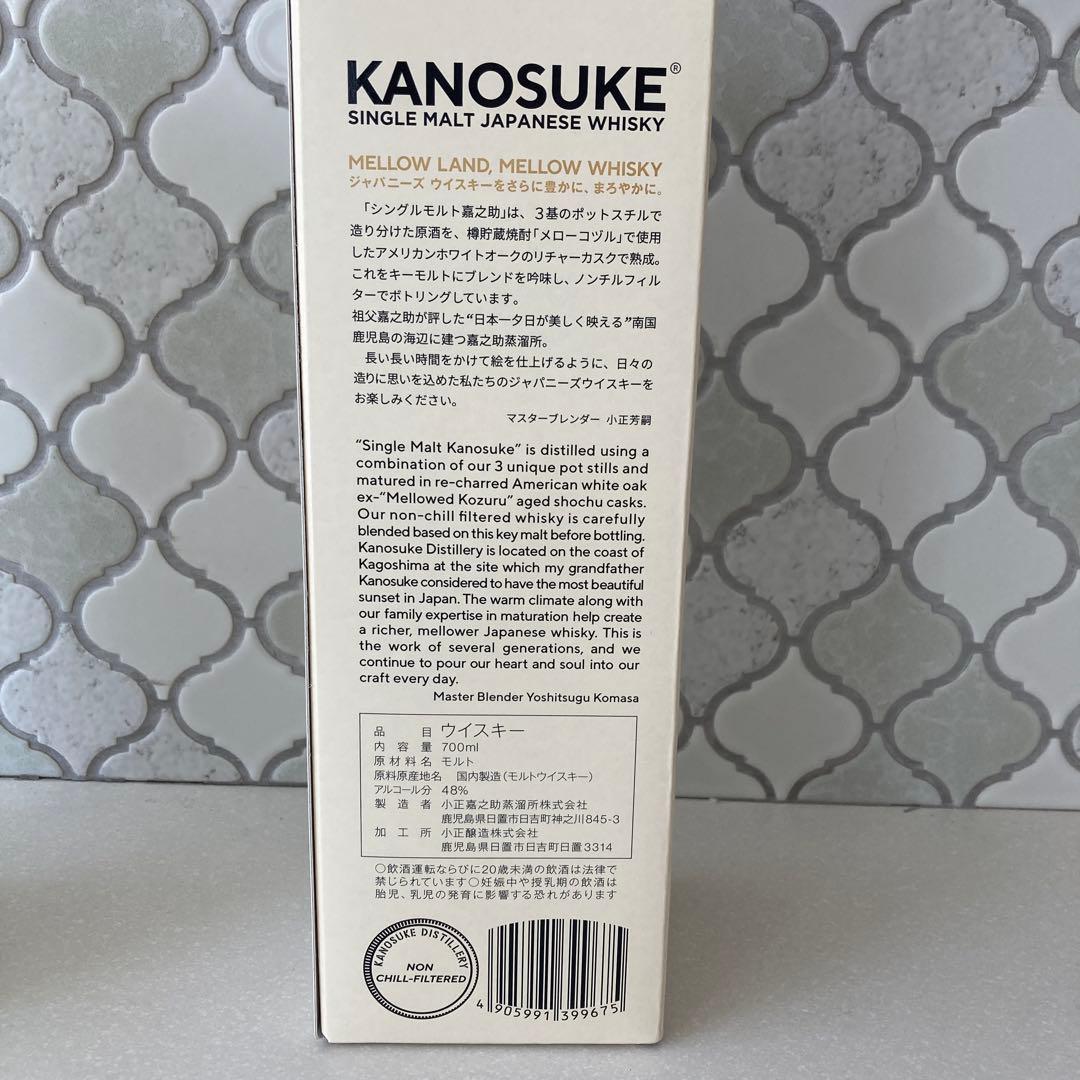 KANOSUKE®
SINGLE MALT JAPANESE WHISKY
MELLOW LAND, MELLOW WHISKY
ジャパニーズ ウイスキーをさらに豊かに、まろやかに。
「シングルモルト嘉之助」は、3基のポットスチルで
造り分けた原酒を、樽貯蔵焼酎「メローコヅル」で使用
したアメリカンホワイトオークのリチャーカスクで熟成。
これをキーモルトにブレンドを吟味し、ノンチルフィル
ターでボトリングしています。
祖父嘉之助が評した“日本一夕日が美しく映える”南国
鹿児島の海辺に建つ嘉之助蒸溜所。
長い長い時間をかけて絵を仕上げるように、日々の
造りに思いを込めた私たちのジャパニーズウイスキーを
お楽しみください。
マスターブレンダー 小正芳嗣
“Single Malt Kanosuke” is distilled using a
combination of our 3 unique pot stills and
matured in re-charred American white oak
ex-“Mellowed Kozuru” aged shochu casks.
Our non-chill filtered whisky is carefully
blended based on this key malt before bottling.
Kanosuke Distillery is located on the coast of
Kagoshima at the site which my grandfather
Kanosuke considered to have the most beautiful
sunset in Japan. The warm climate along with
our family expertise in maturation help create
a richer, mellower Japanese whisky. This is
the work of several generations, and we
continue to pour our heart and soul into our
craft every day.
Master Blender Yoshitsugu Komasa
品目 ウイスキー
内容量 700ml
原材料名 モルト
原料原産地名 国内製造（モルトウイスキー）
アルコール分 48%
製造者 小正嘉之助蒸溜所株式会社
鹿児島県日置市日吉町神之川845-3
加工所 小正醸造株式会社
鹿児島県日置市日吉町日置3314
○飲酒運転ならびに20歳未満の飲酒は法律で
禁じられています○妊娠中や授乳期の飲酒は
胎児、乳児の発育に影響する恐れがあります
KANOSUKE DISTILLERY
NON
CHILL-FILTERED
4 905991 399675